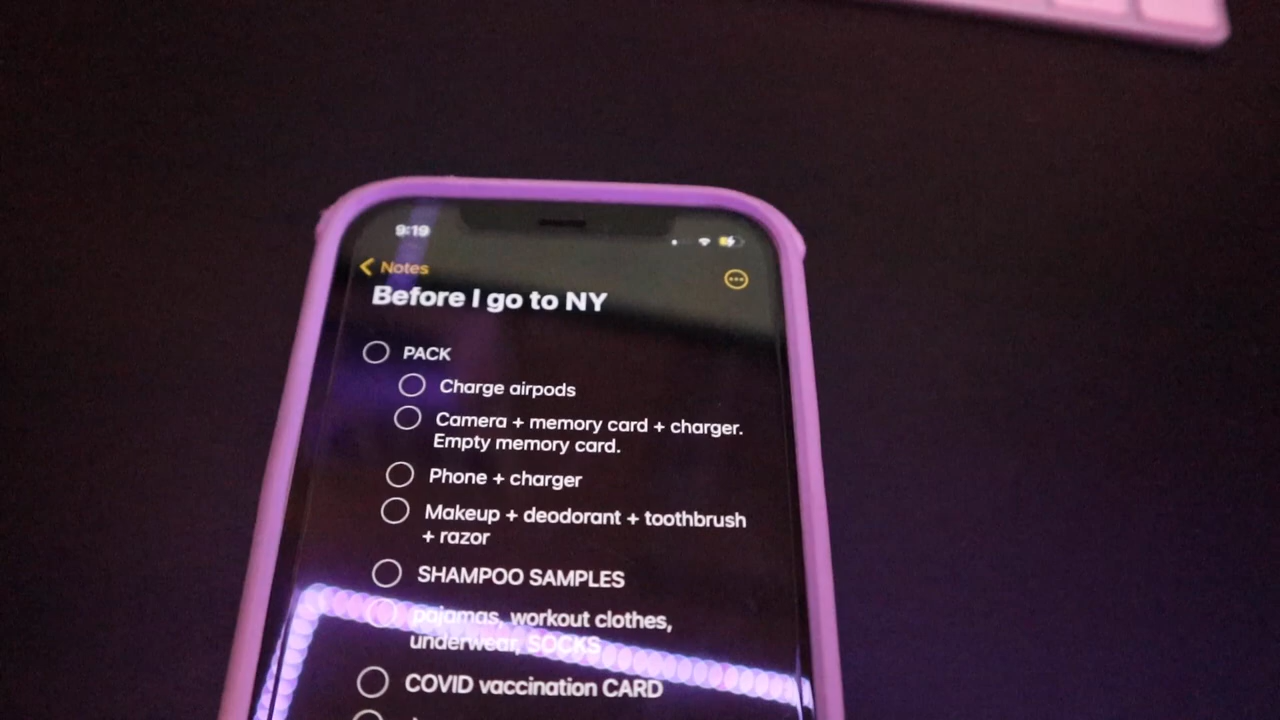 9:19
Notes
Before I go to NY
PACK
Charge airpods
Camera + memory card + charger.
Empty memory card.
Phone + charger
Makeup + deodorant + toothbrush
+ razor
SHAMPOO SAMPLES
pajamas, workout clothes,
underwear, SOCKS
COVID vaccination CARD